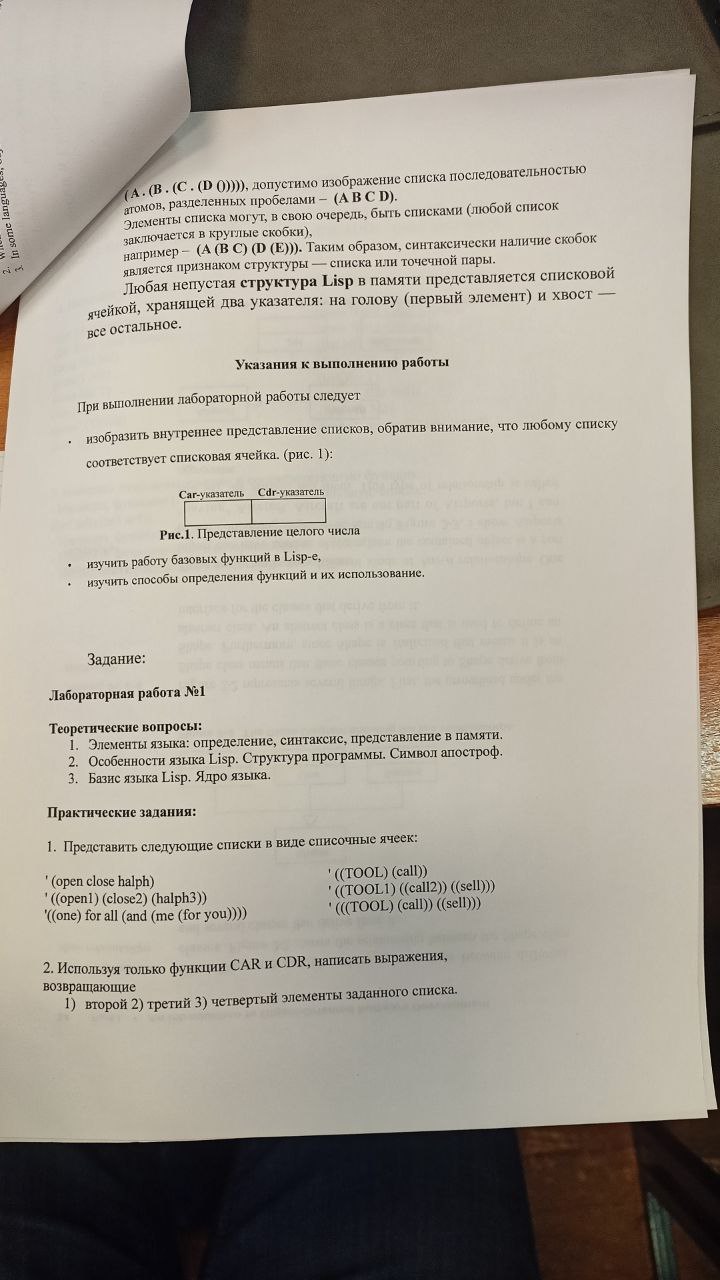 2. 
3. In some languages,
(A . (B . (C . (D ())))), допустимо изображение списка последовательностью
атомов, разделенных пробелами – (A B C D).
Элементы списка могут, в свою очередь, быть списками (любой список
заключается в круглые скобки),
например – (A (B C) (D (E))). Таким образом, синтаксически наличие скобок
является признаком структуры — списка или точечной пары.
Любая непустая структура Lisp в памяти представляется списковой
ячейкой, хранящей два указателя: на голову (первый элемент) и хвост —
все остальное.
Указания к выполнению работы
При выполнении лабораторной работы следует
• изобразить внутреннее представление списков, обратив внимание, что любому списку
соответствует списковая ячейка. (рис. 1):
Car-указатель Cdr-указатель
Рис.1. Представление целого числа
• изучить работу базовых функций в Lisp-е,
• изучить способы определения функций и их использование.
Задание:
Лабораторная работа №1
Теоретические вопросы:
1. Элементы языка: определение, синтаксис, представление в памяти.
2. Особенности языка Lisp. Структура программы. Символ апостроф.
3. Базис языка Lisp. Ядро языка.
Практические задания:
1. Представить следующие списки в виде списочных ячеек:
' (open close halph)
' ((open1) (close2) (halph3))
'((one) for all (and (me (for you))))
' ((TOOL) (call))
' ((TOOL1) ((call2)) ((sell)))
' (((TOOL) (call)) ((sell)))
2. Используя только функции CAR и CDR, написать выражения,
возвращающие
1) второй 2) третий 3) четвертый элементы заданного списка.